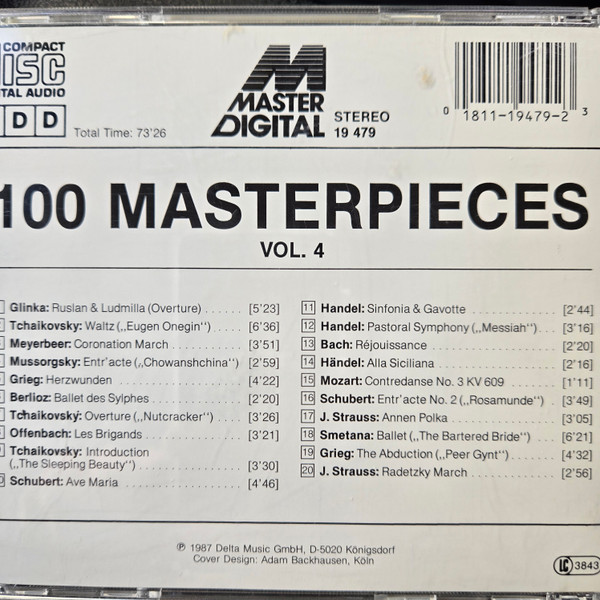 COMPACT
DISC
DIGITAL AUDIO
D D
Total Time: 73'26
MASTER
DIGITAL
STEREO
19 479
0 1811-19479-2 3
100 MASTERPIECES
VOL. 4
Glinka: Ruslan & Ludmilla (Overture) ...... [5'23]
Tchaikovsky: Waltz (,,Eugen Onegin‘‘) ..... [6'36]
Meyerbeer: Coronation March ........... [3'51]
Mussorgsky: Entr'acte (,,Chowanshchina‘‘) [2'59]
Grieg: Herzwunden .................. [4'22]
Berlioz: Ballet des Sylphes ............. [2'20]
Tchaikovsky: Overture (,,Nutcracker‘‘) ..... [3'26]
Offenbach: Les Brigands .............. [3'21]
Tchaikovsky: Introduction
(,,The Sleeping Beauty‘‘) ............... [3'30]
Schubert: Ave Maria ................. [4'46]
11 Handel: Sinfonia & Gavotte ............ [2'44]
12 Handel: Pastoral Symphony (,,Messiah‘‘) ... [3'16]
13 Bach: Réjouissance ................. [2'20]
14 Händel: Alla Siciliana ................ [2'16]
15 Mozart: Contredanse No. 3 KV 609 ....... [1'11]
16 Schubert: Entr'acte No. 2 (,,Rosamunde‘‘) . [3'49]
17 J. Strauss: Annen Polka .............. [3'05]
18 Smetana: Ballet (,,The Bartered Bride‘‘) .... [6'21]
19 Grieg: The Abduction (,,Peer Gynt‘‘) ...... [4'32]
20 J. Strauss: Radetzky March ............ [2'56]
℗ 1987 Delta Music GmbH, D-5020 Königsdorf
Cover Design: Adam Backhausen, Köln
LC 3843